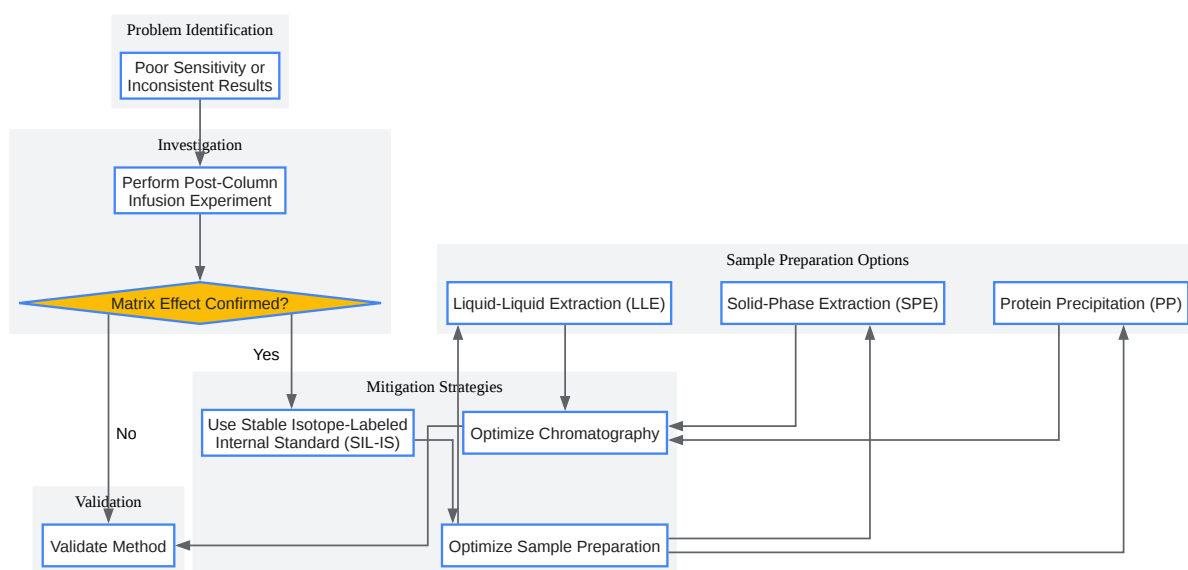 Problem Identification
Poor Sensitivity or
Inconsistent Results
Investigation
Perform Post-Column
Infusion Experiment
Matrix Effect Confirmed?
Yes
No
Sample Preparation Options
Liquid-Liquid Extraction (LLE)
Solid-Phase Extraction (SPE)
Protein Precipitation (PP)
Mitigation Strategies
Use Stable Isotope-Labeled
Internal Standard (SIL-IS)
Optimize Chromatography
Optimize Sample Preparation
Validation
Validate Method